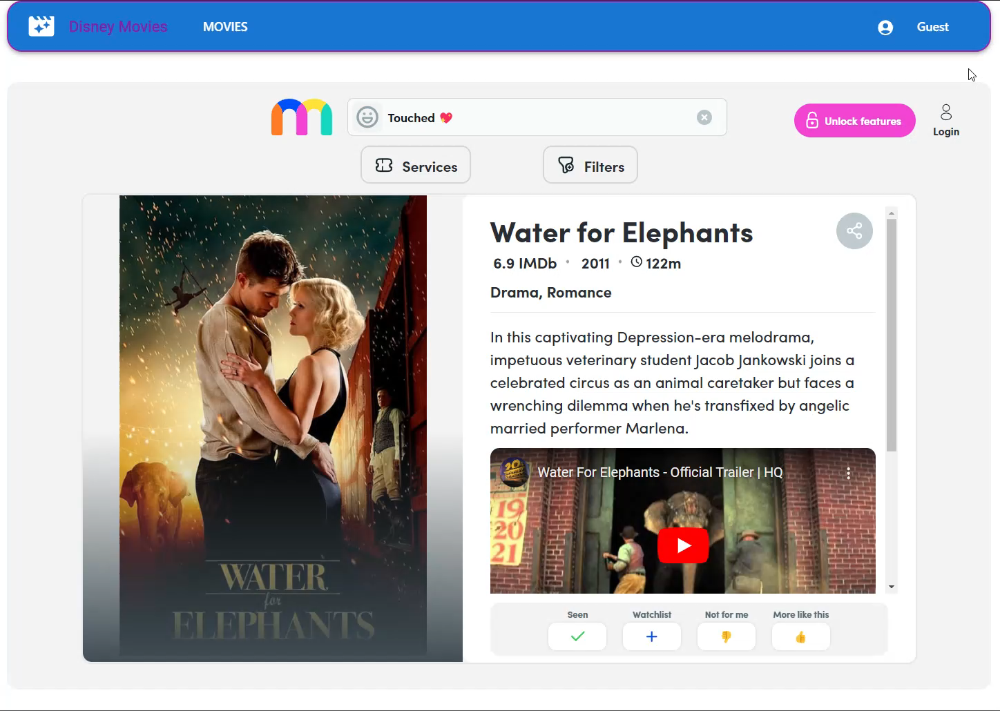 Disney Movies
MOVIES
Guest
Touched 💖
Unlock features
Login
Services
Filters
Water for Elephants
6.9 IMDb • 2011 • 122m
Drama, Romance
In this captivating Depression-era melodrama,
impetuous veterinary student Jacob Jankowski joins a
celebrated circus as an animal caretaker but faces a
wrenching dilemma when he's transfixed by angelic
married performer Marlena.
20
Water For Elephants - Official Trailer | HQ
19
20
21
WATER
for
ELEPHANTS
Seen
Watchlist
Not for me
More like this